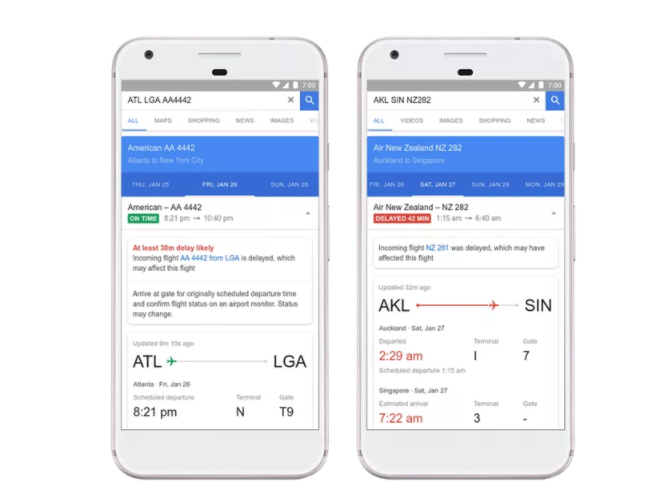 7:00
ATL LGA AA4442 ✕
ALL MAPS SHOPPING NEWS IMAGES
American AA 4442
Atlanta to New York City
THU, JAN 25 FRI, JAN 26 SUN, JAN 28
American – AA 4442
ON TIME 8:21 pm → 10:40 pm
At least 30m delay likely
Incoming flight AA 4442 from LGA is delayed, which
may affect this flight
Arrive at gate for originally scheduled departure time
and confirm flight status on an airport monitor. Status
may change.
Updated 9m 10s ago
ATL LGA
Atlanta · Fri, Jan 26
Scheduled departure Terminal Gate
8:21 pm N T9
7:00
AKL SIN NZ282 ✕
ALL VIDEOS IMAGES SHOPPING NEWS
Air New Zealand NZ 282
Auckland to Singapore
FRI, JAN 26 SAT, JAN 27 SUN, JAN 28 MON, JAN 29
Air New Zealand – NZ 282
DELAYED 42 MIN 1:15 am → 6:40 am
Incoming flight NZ 281 was delayed, which may have
affected this flight
Updated 32m ago
AKL SIN
Auckland · Sat, Jan 27
Departed Terminal Gate
2:29 am I 7
Scheduled departure 1:15 am
Singapore · Sat, Jan 27
Estimated arrival Terminal Gate
7:22 am 3 -